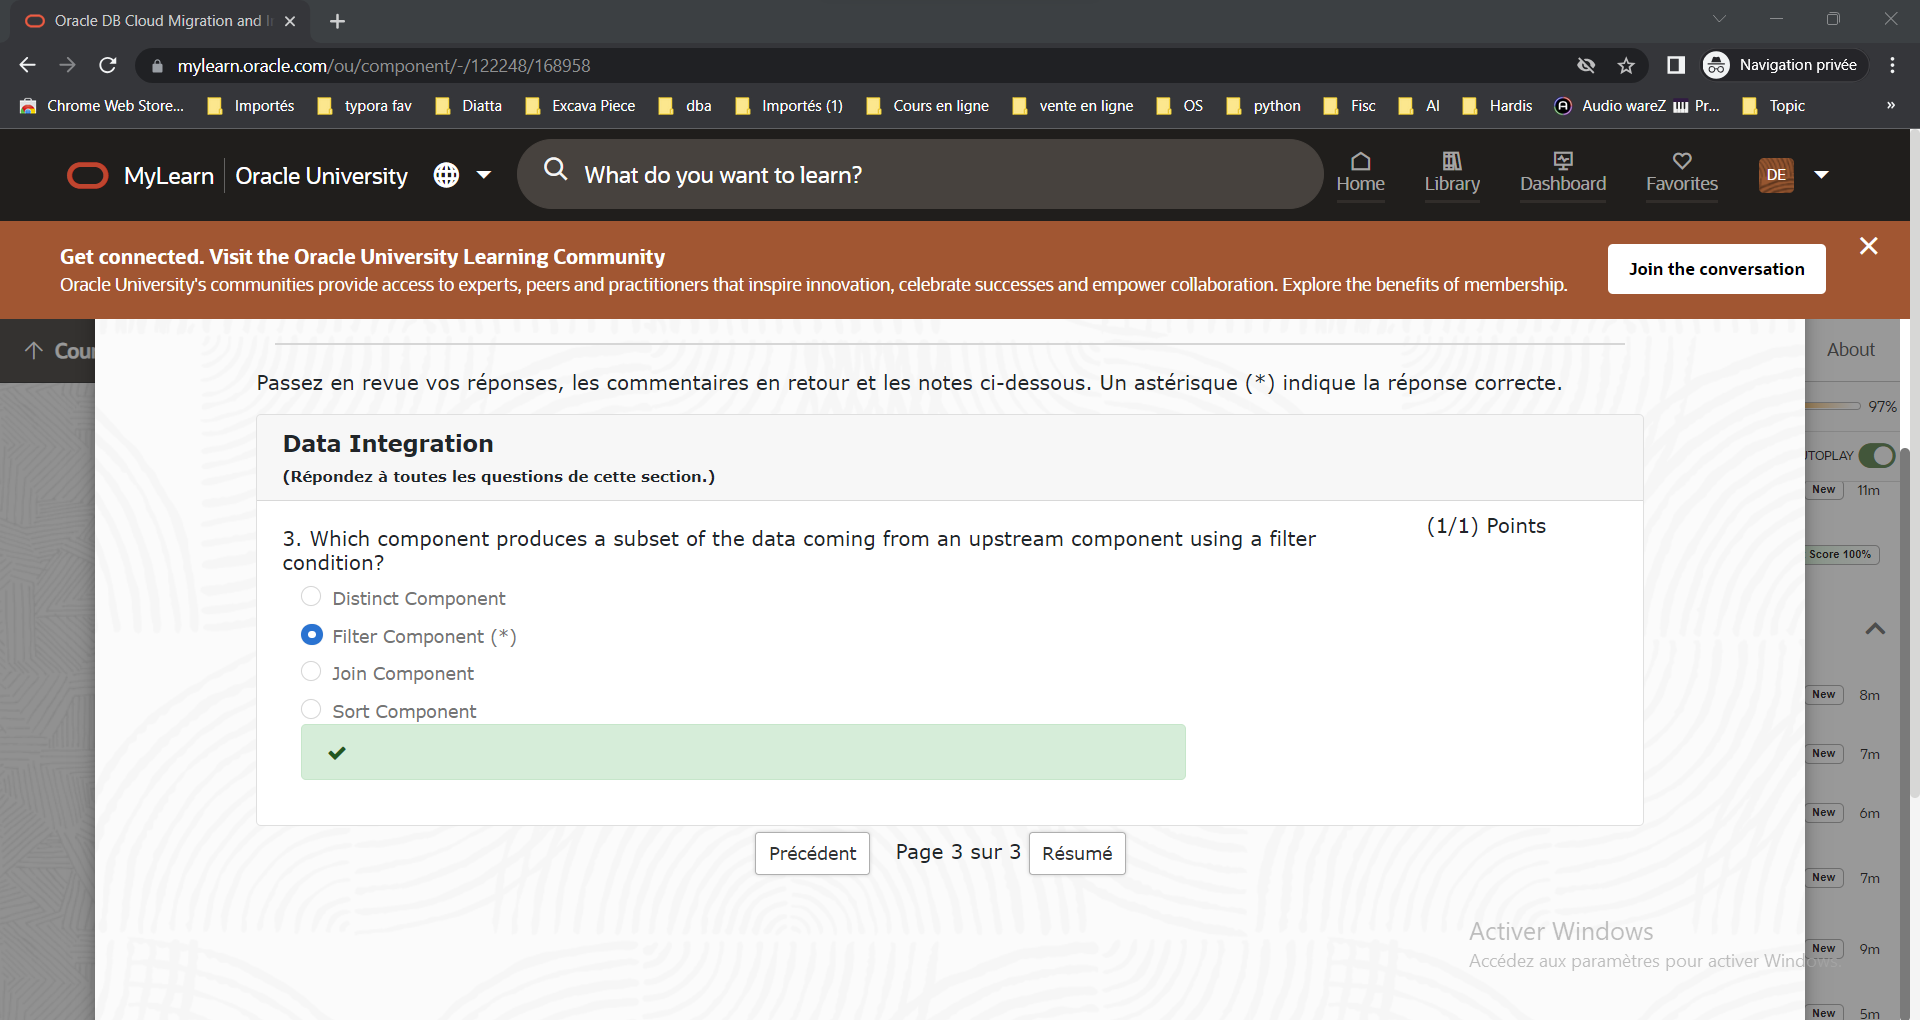 Oracle DB Cloud Migration and I
mylearn.oracle.com/ou/component/-/122248/168958
Navigation privée
Chrome Web Store...
Importés
typora fav
Diatta
Excava Piece
dba
Importés (1)
Cours en ligne
vente en ligne
OS
python
Fisc
AI
Hardis
Audio wareZ
Pr...
Topic
»
MyLearn
Oracle University
What do you want to learn?
Home
Library
Dashboard
Favorites
DE
Get connected. Visit the Oracle University Learning Community
Oracle University's communities provide access to experts, peers and practitioners that inspire innovation, celebrate successes and empower collaboration. Explore the benefits of membership.
Join the conversation
Cour
About
Passez en revue vos réponses, les commentaires en retour et les notes ci-dessous. Un astérisque (*) indique la réponse correcte.
97%
Data Integration
(Répondez à toutes les questions de cette section.)
TOPLAY
New 11m
3. Which component produces a subset of the data coming from an upstream component using a filter
condition?
(1/1) Points
Score 100%
Distinct Component
Filter Component (*)
Join Component
Sort Component
New 8m
New 7m
New 6m
New 7m
New 9m
New 5m
Précédent
Page 3 sur 3
Résumé
Activer Windows
Accédez aux paramètres pour activer Windows.